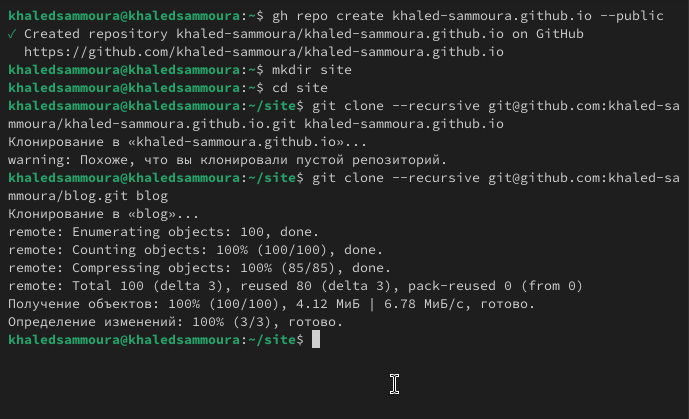 khaledsammoura@khaledsammoura:~$ gh repo create khaled-sammoura.github.io --public
✓ Created repository khaled-sammoura/khaled-sammoura.github.io on GitHub
  https://github.com/khaled-sammoura/khaled-sammoura.github.io
khaledsammoura@khaledsammoura:~$ mkdir site
khaledsammoura@khaledsammoura:~$ cd site
khaledsammoura@khaledsammoura:~/site$ git clone --recursive git@github.com:khaled-sa
mmoura/khaled-sammoura.github.io.git khaled-sammoura.github.io
Клонирование в «khaled-sammoura.github.io»...
warning: Похоже, что вы клонировали пустой репозиторий.
khaledsammoura@khaledsammoura:~/site$ git clone --recursive git@github.com:khaled-sa
mmoura/blog.git blog
Клонирование в «blog»...
remote: Enumerating objects: 100, done.
remote: Counting objects: 100% (100/100), done.
remote: Compressing objects: 100% (85/85), done.
remote: Total 100 (delta 3), reused 80 (delta 3), pack-reused 0 (from 0)
Получение объектов: 100% (100/100), 4.12 МиБ | 6.78 МиБ/с, готово.
Определение изменений: 100% (3/3), готово.
khaledsammoura@khaledsammoura:~/site$